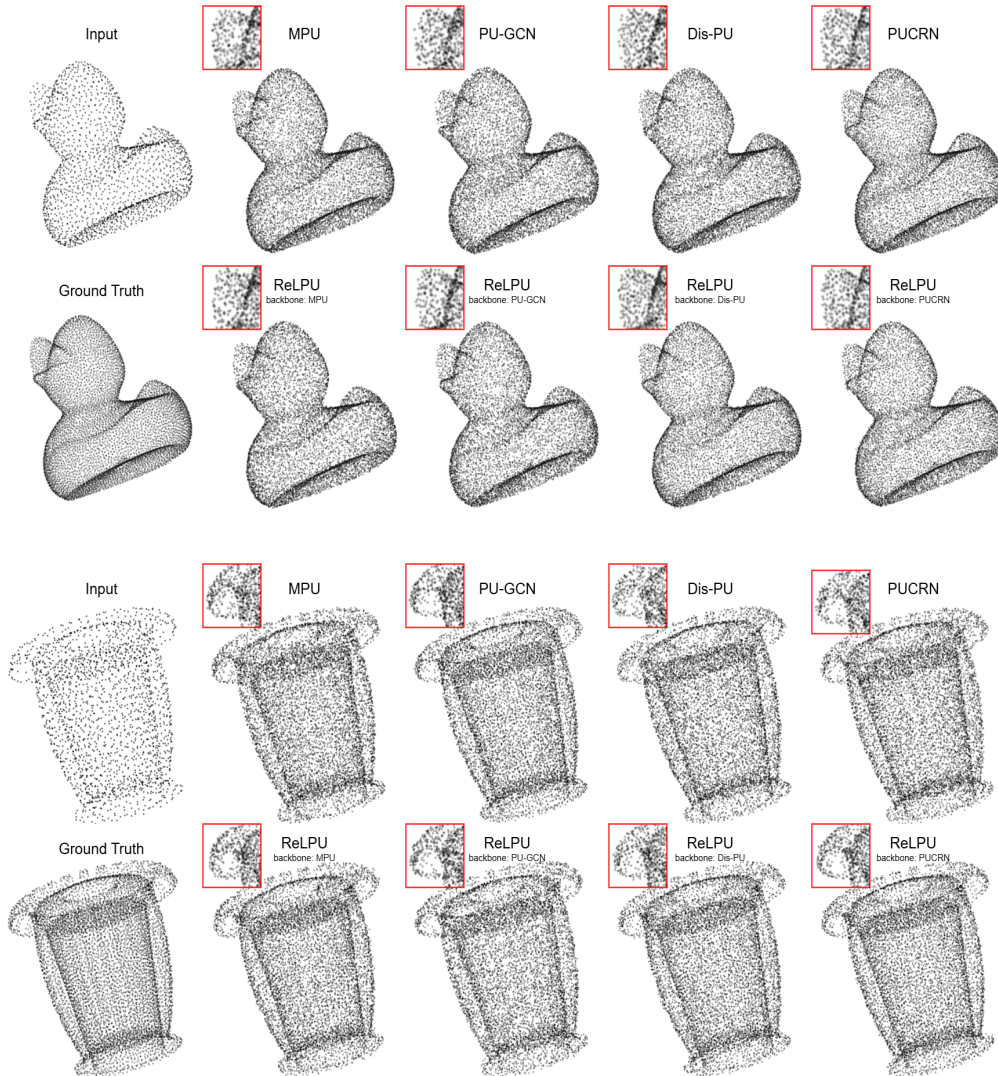 Input
MPU
PU-GCN
Dis-PU
PUCRN
Ground Truth
ReLPU
backbone: MPU
ReLPU
backbone: PU-GCN
ReLPU
backbone: Dis-PU
ReLPU
backbone: PUCRN
Input
MPU
PU-GCN
Dis-PU
PUCRN
Ground Truth
ReLPU
backbone: MPU
ReLPU
backbone: PU-GCN
ReLPU
backbone: Dis-PU
ReLPU
backbone: PUCRN